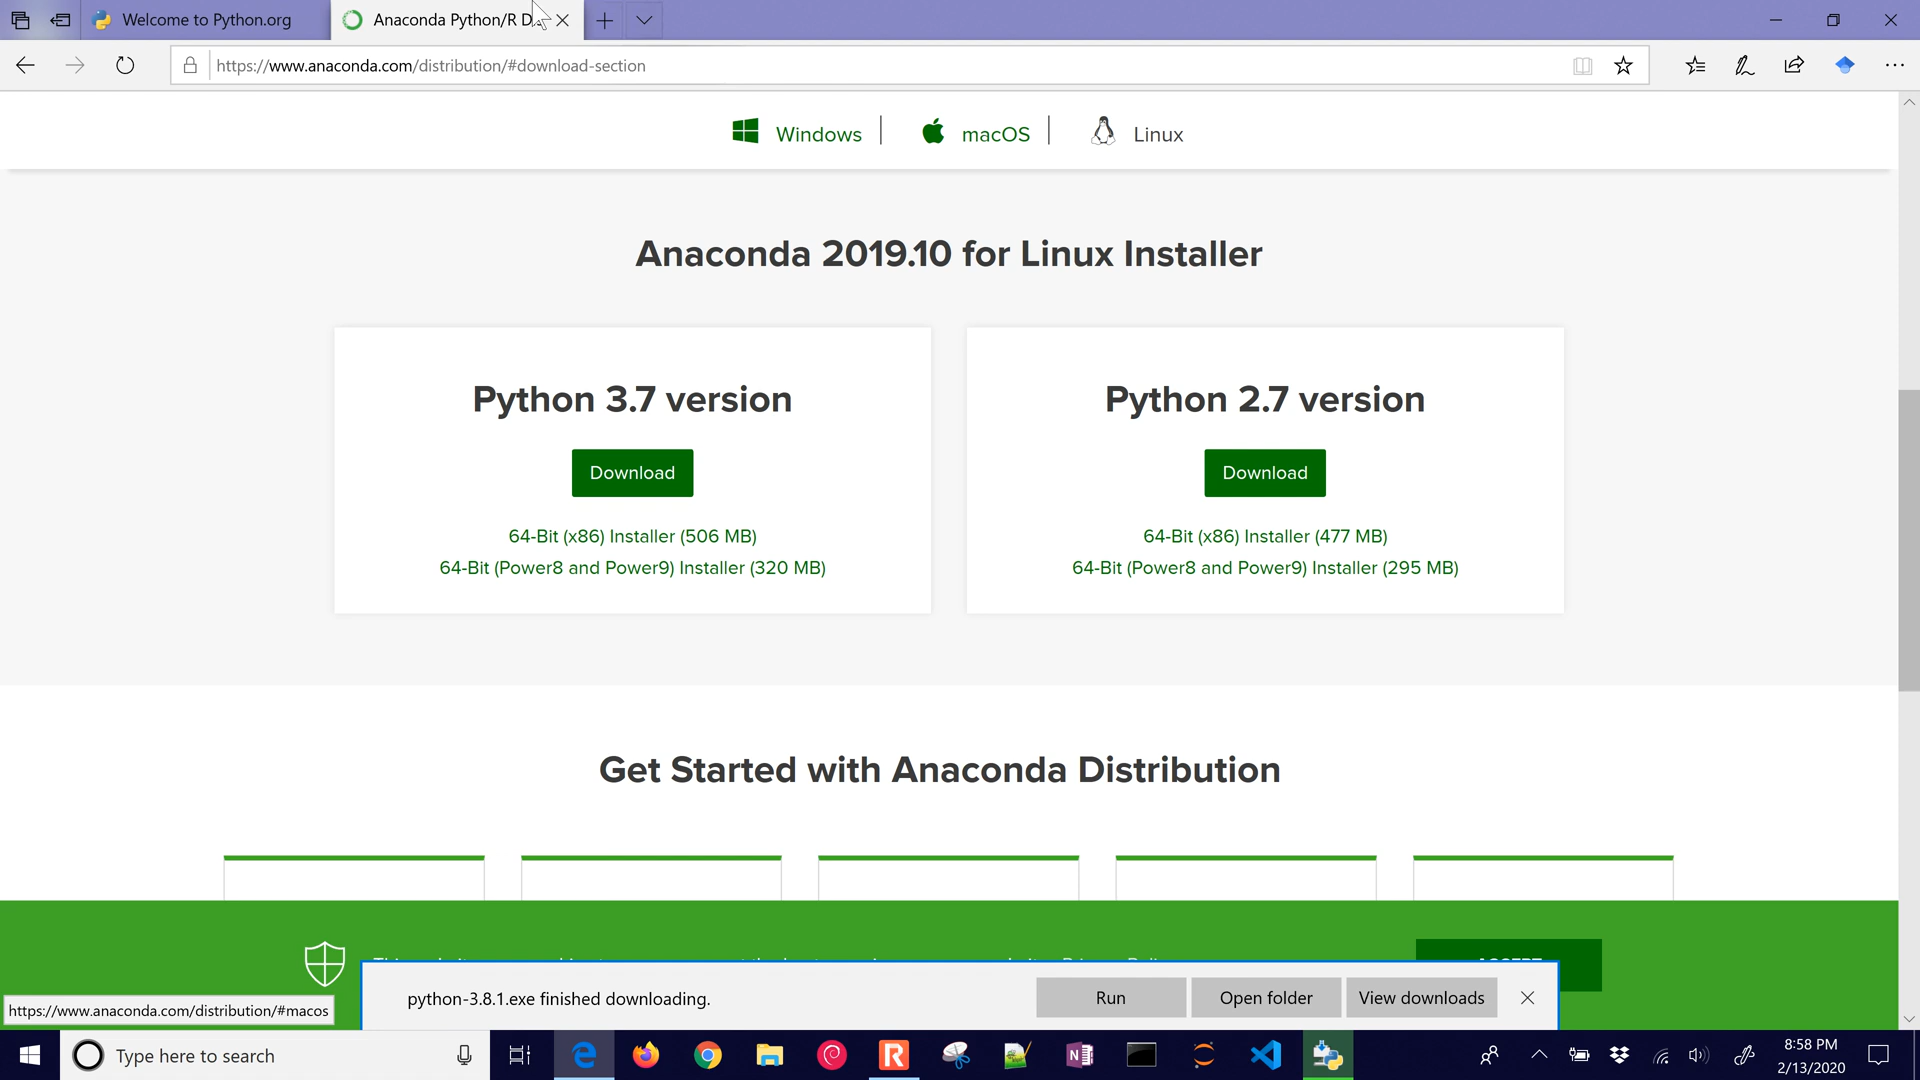 Welcome to Python.org
Anaconda Python/R D
https://www.anaconda.com/distribution/#download-section
Windows
macOS
Linux
Anaconda 2019.10 for Linux Installer
Python 3.7 version
Download
64-Bit (x86) Installer (506 MB)
64-Bit (Power8 and Power9) Installer (320 MB)
Python 2.7 version
Download
64-Bit (x86) Installer (477 MB)
64-Bit (Power8 and Power9) Installer (295 MB)
Get Started with Anaconda Distribution
python-3.8.1.exe finished downloading.
Run
Open folder
View downloads
https://www.anaconda.com/distribution/#macos
Type here to search
8:58 PM
2/13/2020